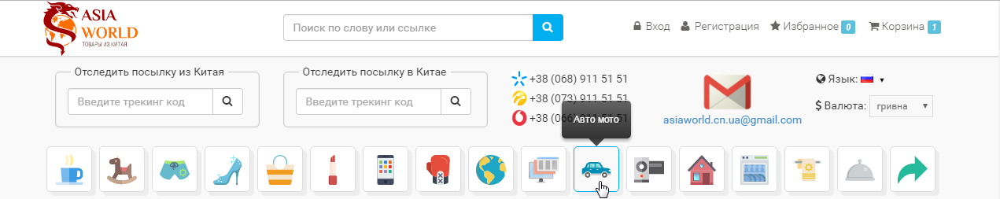 ASIA
WORLD
ТОВАРЫ ИЗ КИТАЯ
Поиск по слову или ссылке
Вход
Регистрация
Избранное 0
Корзина 1
Отследить посылку из Китая
Введите трекинг код
Отследить посылку в Китае
Введите трекинг код
+38 (068) 911 51 51
+38 (073) 911 51 51
+38 (066) 911 51 51
asiaworld.cn.ua@gmail.com
Язык:
$ Валюта: гривна
Авто мото